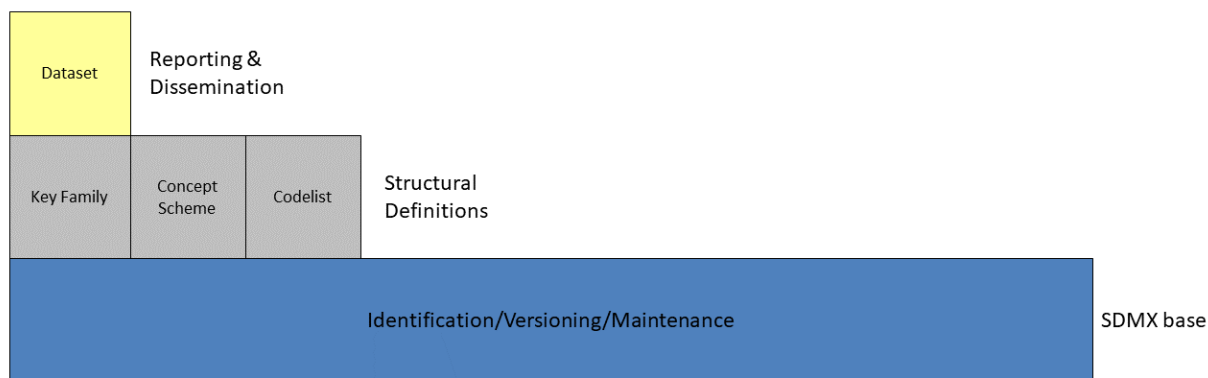 Dataset
Reporting &
Dissemination
Key Family
Concept
Scheme
Codelist
Structural
Definitions
Identification/Versioning/Maintenance
SDMX base